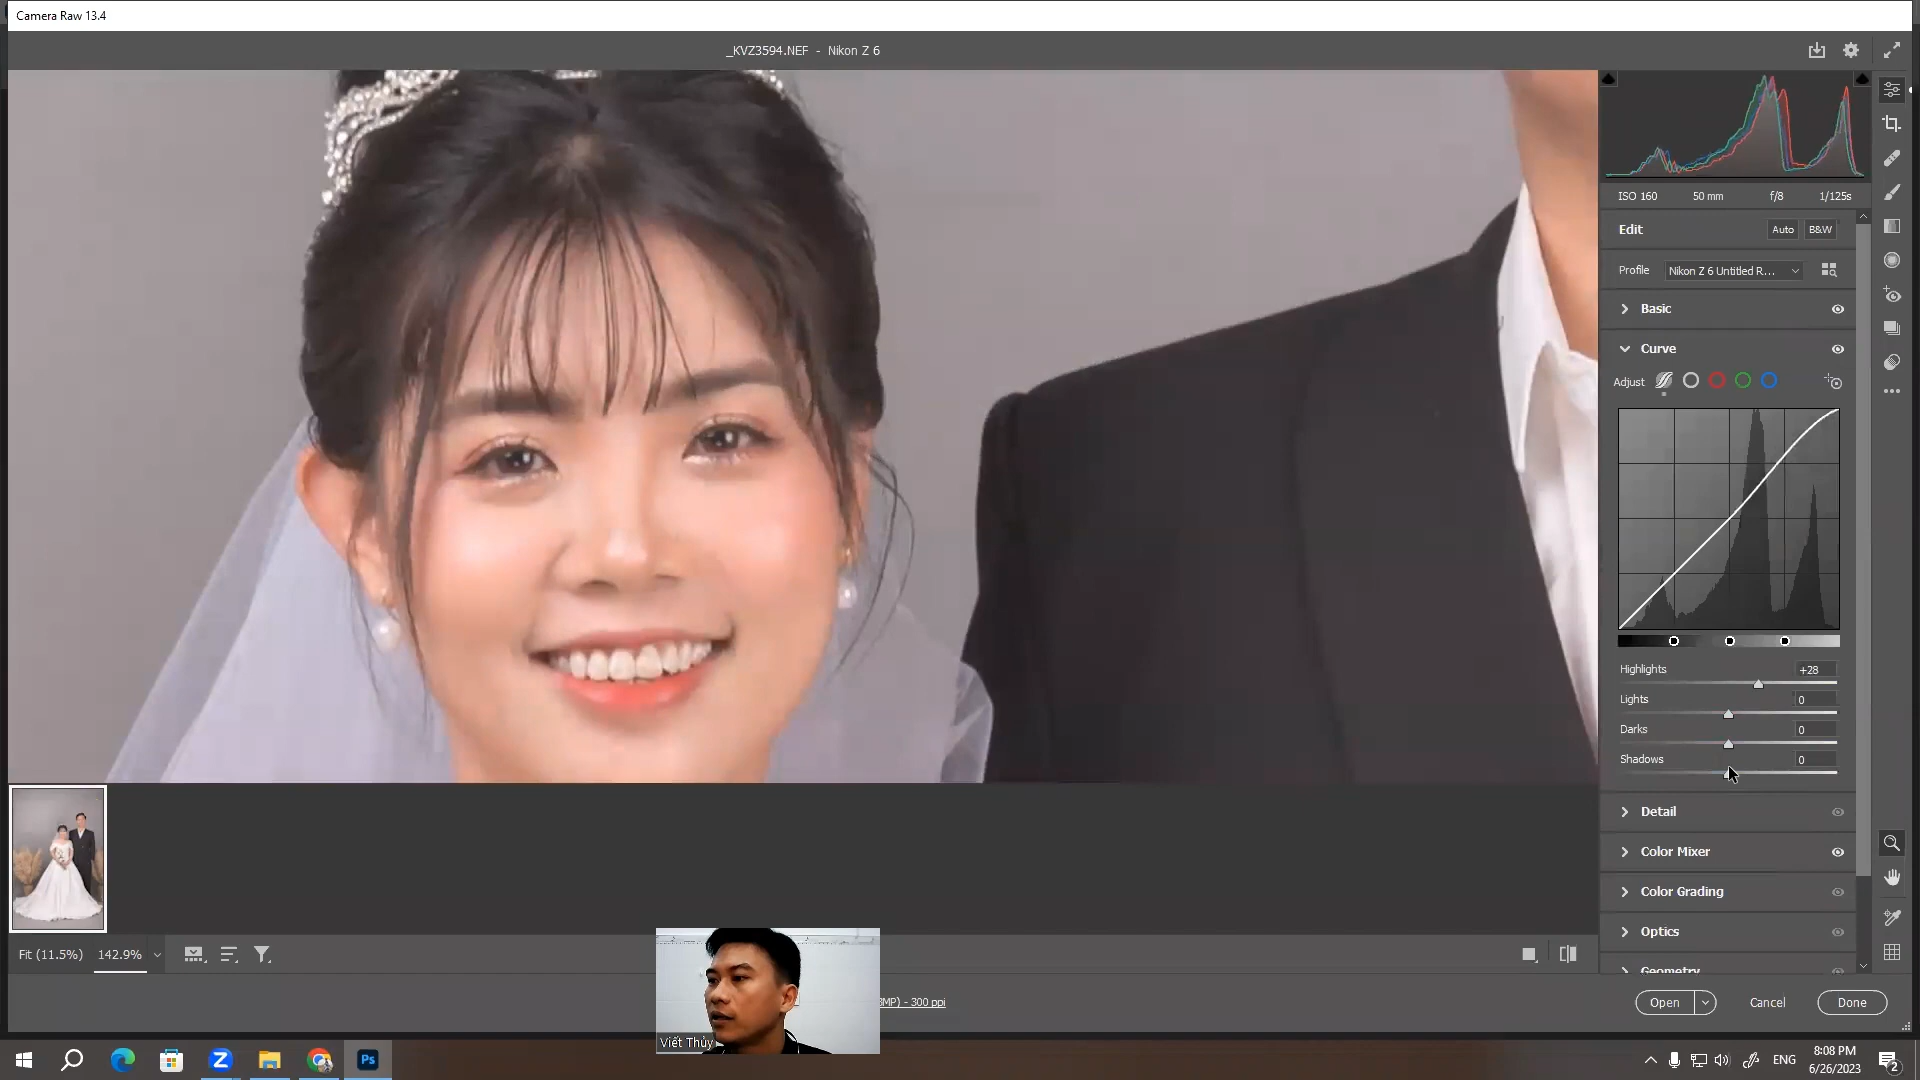 Camera Raw 13.4
_KVZ3594.NEF - Nikon Z 6
ISO 160 50 mm f/8 1/125s
Edit Auto B&W
Profile Nikon Z 6 Untitled R...
Basic
Curve
Adjust
Highlights +28
Lights 0
Darks 0
Shadows 0
Detail
Color Mixer
Color Grading
Optics
Geometry
Fit (11.5%) 142.9%
MP) - 300 ppi
Open Cancel Done
Viết Thủy
Z
Ps
ENG
8:08 PM
6/26/2023
2